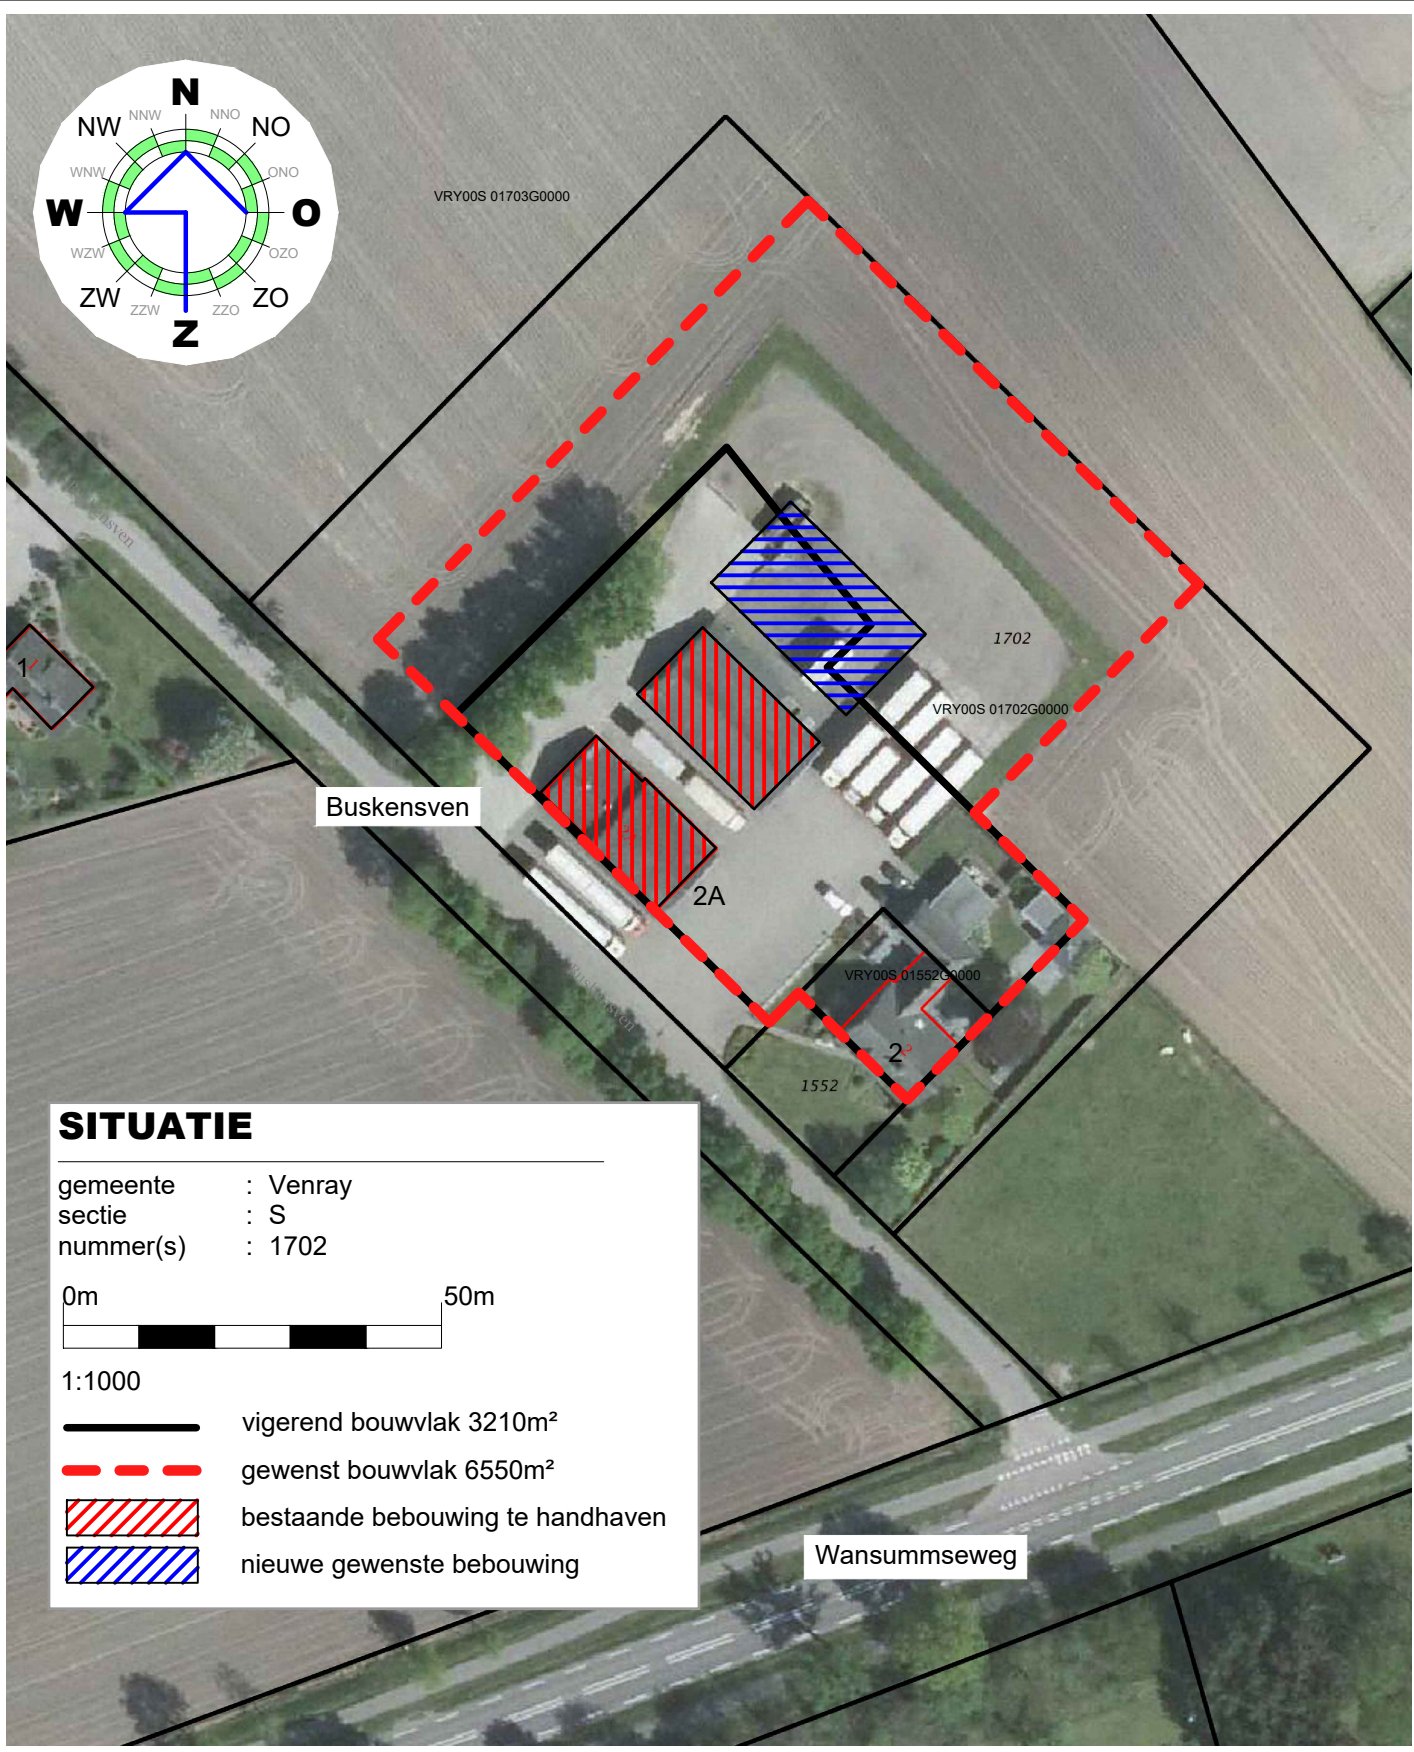 N
NNW
NNO
NW
NO
WNW
ONO
W
O
WZW
OZO
ZW
ZO
ZZW
ZZO
Z
VRY00S 01703G0000
1702
VRY00S 01702G0000
1
1
Buskensven
2A
VRY00S 01552G0000
2
2
1552
SITUATIE
gemeente : Venray
sectie : S
nummer(s) : 1702
0m 50m
1:1000
vigerend bouwvlak 3210m²
gewenst bouwvlak 6550m²
bestaande bebouwing te handhaven
nieuwe gewenste bebouwing
Wansummseweg